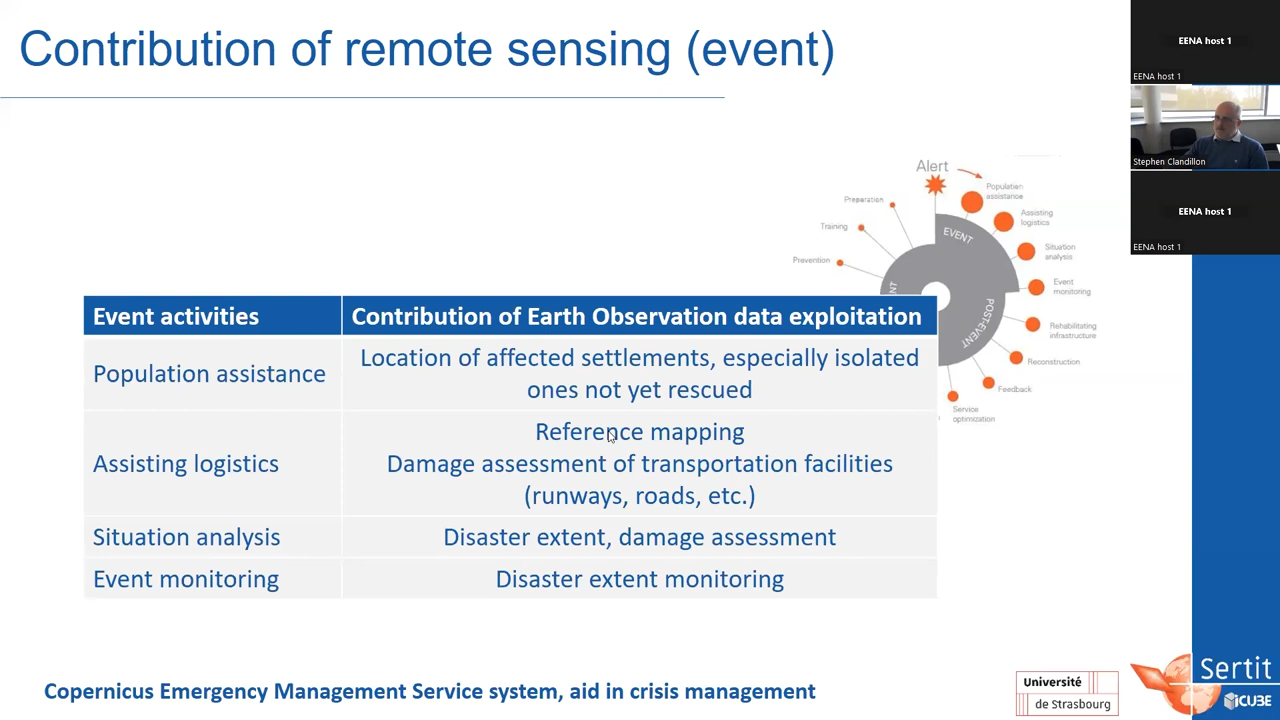 Contribution of remote sensing (event)
EENA host 1
EENA host 1
Stephen Clandillon
EENA host 1
EENA host 1
Alert
Population
assistance
Assisting
logistics
Situation
analysis
Event
monitoring
Rehabilitating
infrastructure
Reconstruction
Feedback
Service
optimization
Preparation
Training
Prevention
EVENT
POST-EVENT
NT
Event activities
Contribution of Earth Observation data exploitation
Population assistance
Location of affected settlements, especially isolated
ones not yet rescued
Assisting logistics
Reference mapping
Damage assessment of transportation facilities
(runways, roads, etc.)
Situation analysis
Disaster extent, damage assessment
Event monitoring
Disaster extent monitoring
Copernicus Emergency Management Service system, aid in crisis management
Université
de Strasbourg
Sertit
iCUBE